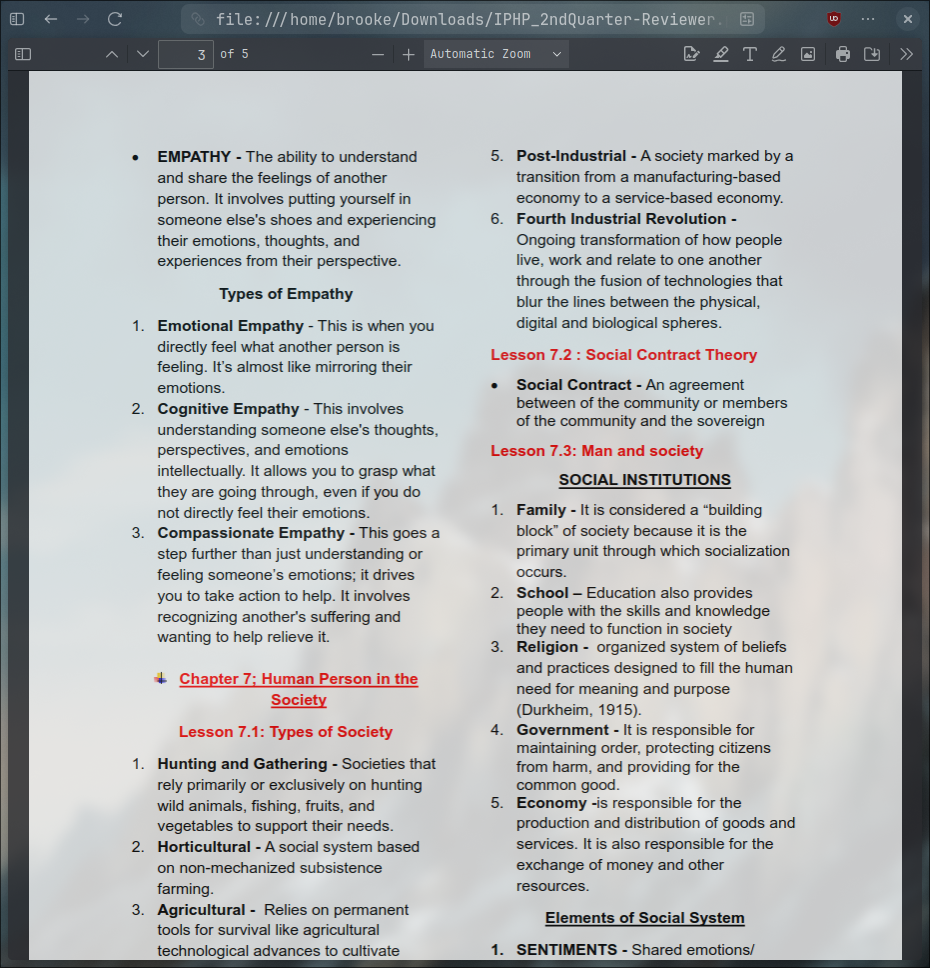 file:///home/brooke/Downloads/IPHP_2ndQuarter-Reviewer.
3 of 5
Automatic Zoom
• EMPATHY - The ability to understand
and share the feelings of another
person. It involves putting yourself in
someone else's shoes and experiencing
their emotions, thoughts, and
experiences from their perspective.
Types of Empathy
1. Emotional Empathy - This is when you
directly feel what another person is
feeling. It's almost like mirroring their
emotions.
2. Cognitive Empathy - This involves
understanding someone else's thoughts,
perspectives, and emotions
intellectually. It allows you to grasp what
they are going through, even if you do
not directly feel their emotions.
3. Compassionate Empathy - This goes a
step further than just understanding or
feeling someone's emotions; it drives
you to take action to help. It involves
recognizing another's suffering and
wanting to help relieve it.
Chapter 7; Human Person in the
Society
Lesson 7.1: Types of Society
1. Hunting and Gathering - Societies that
rely primarily or exclusively on hunting
wild animals, fishing, fruits, and
vegetables to support their needs.
2. Horticultural - A social system based
on non-mechanized subsistence
farming.
3. Agricultural - Relies on permanent
tools for survival like agricultural
technological advances to cultivate
5. Post-Industrial - A society marked by a
transition from a manufacturing-based
economy to a service-based economy.
6. Fourth Industrial Revolution -
Ongoing transformation of how people
live, work and relate to one another
through the fusion of technologies that
blur the lines between the physical,
digital and biological spheres.
Lesson 7.2 : Social Contract Theory
• Social Contract - An agreement
between of the community or members
of the community and the sovereign
Lesson 7.3: Man and society
SOCIAL INSTITUTIONS
1. Family - It is considered a “building
block” of society because it is the
primary unit through which socialization
occurs.
2. School – Education also provides
people with the skills and knowledge
they need to function in society
3. Religion - organized system of beliefs
and practices designed to fill the human
need for meaning and purpose
(Durkheim, 1915).
4. Government - It is responsible for
maintaining order, protecting citizens
from harm, and providing for the
common good.
5. Economy -is responsible for the
production and distribution of goods and
services. It is also responsible for the
exchange of money and other
resources.
Elements of Social System
1. SENTIMENTS - Shared emotions/